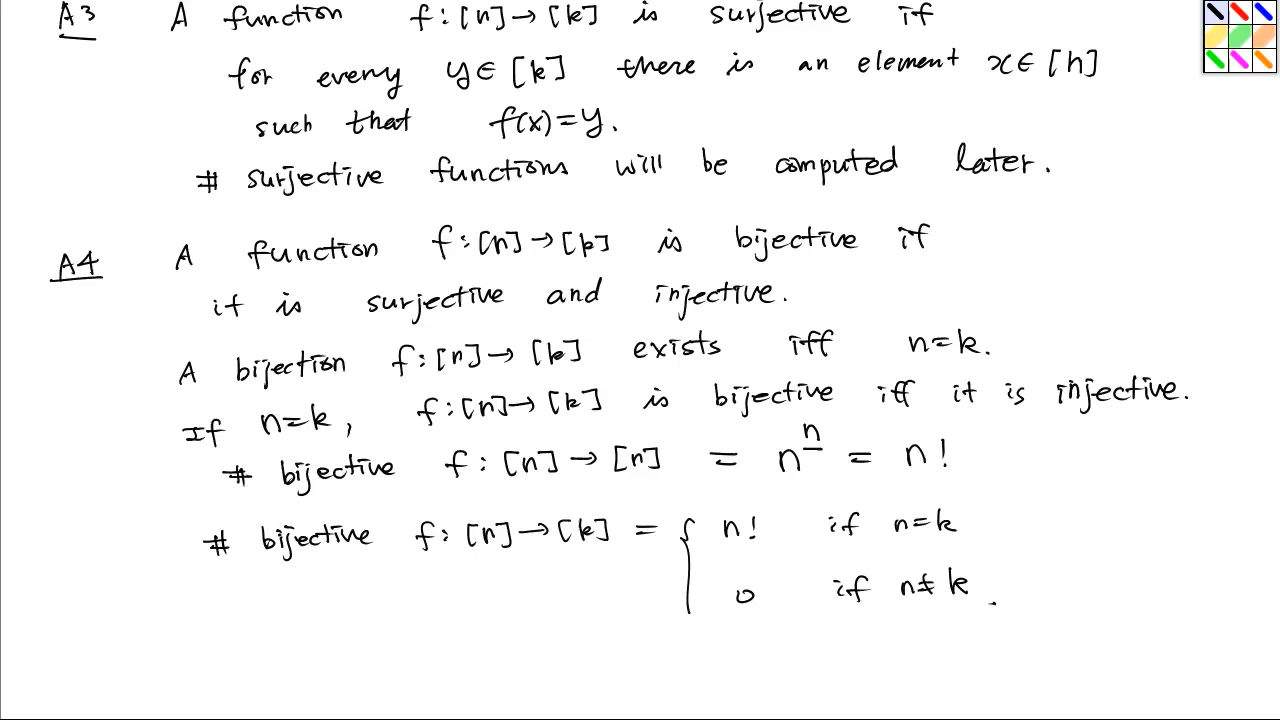 A3 A function f:[n]→[k] is surjective if
for every y∈[k] there is an element x∈[n]
such that f(x)=y.
# surjective functions will be computed later.
A4 A function f:[n]→[k] is bijective if
it is surjective and injective.
A bijection f:[n]→[k] exists iff n=k.
If n=k, f:[n]→[k] is bijective iff it is injective.
# bijective f:[n]→[n] = n^{\underline{n}} = n!
# bijective f:[n]→[k] = { n! if n=k
0 if n≠k.